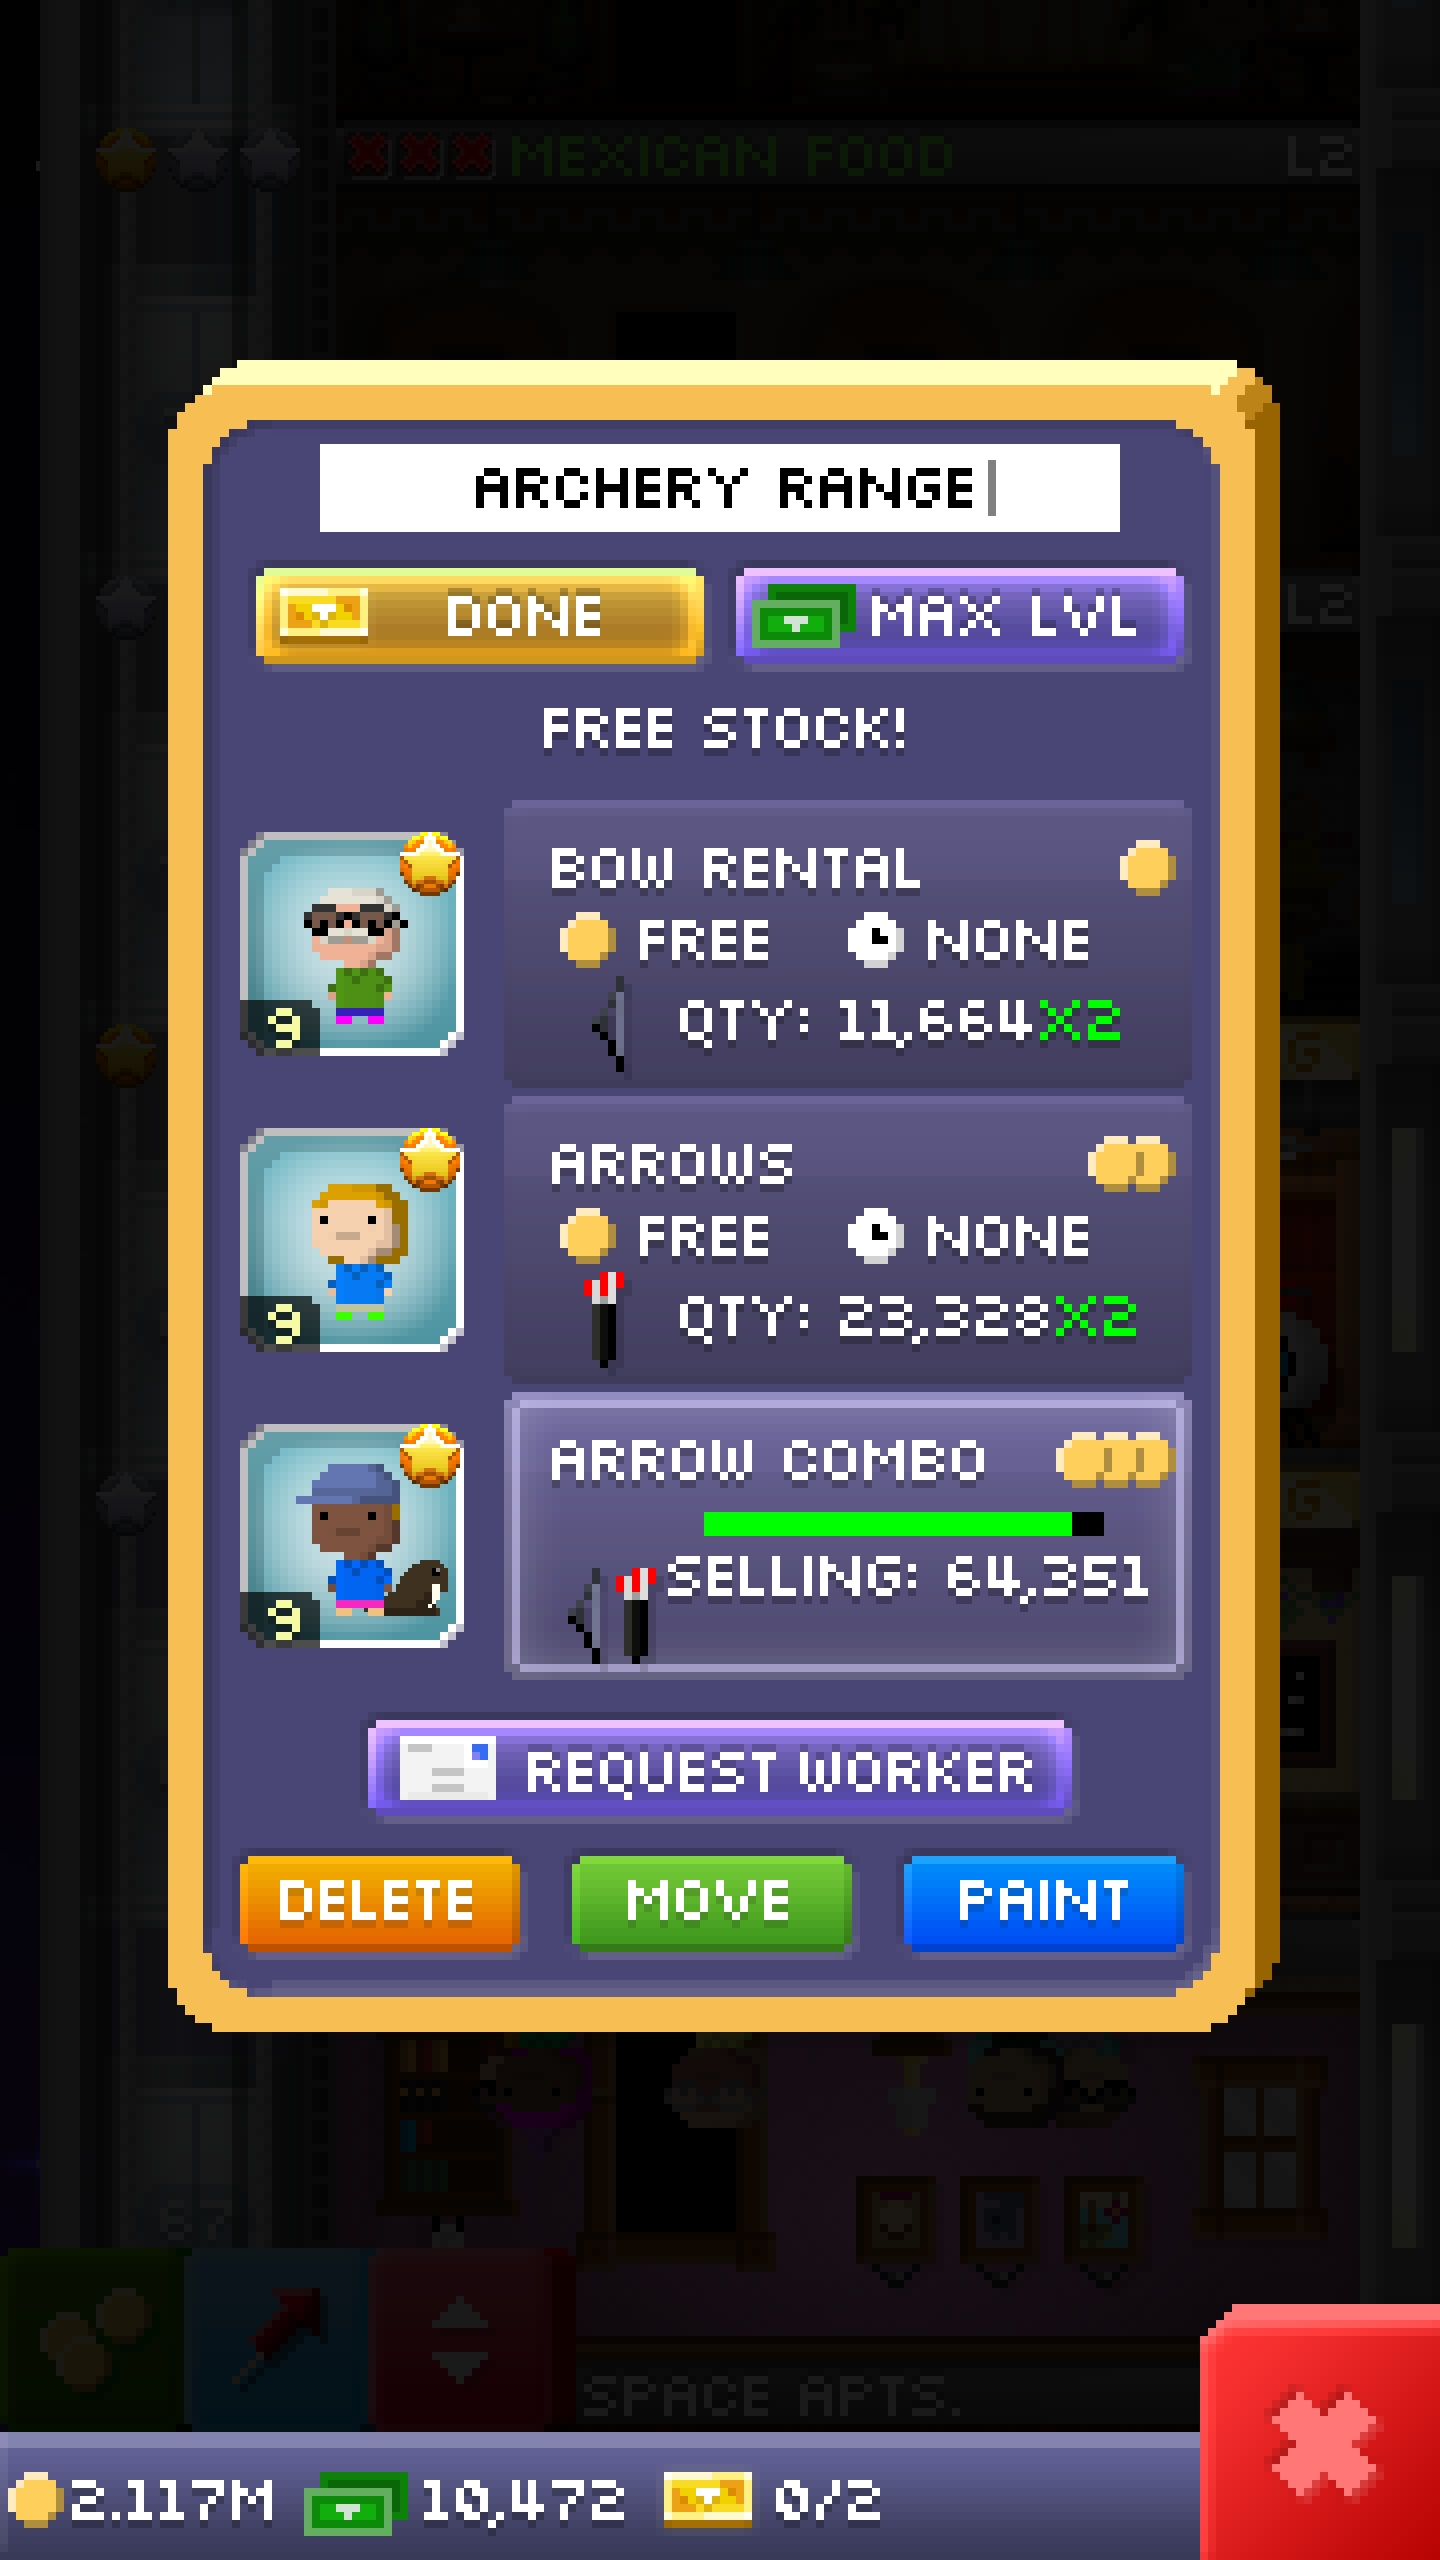 MEXICAN FOOD L2
L2
ARCHERY RANGE
DONE MAX LVL
FREE STOCK!
BOW RENTAL
FREE NONE
9 QTY: 11,664X2
G
ARROWS
FREE NONE
9 QTY: 23,328X2
ARROW COMBO
G
SELLING: 64,351
9
REQUEST WORKER
DELETE MOVE PAINT
67
SPACE APTS.
2.117M 10,472 0/2